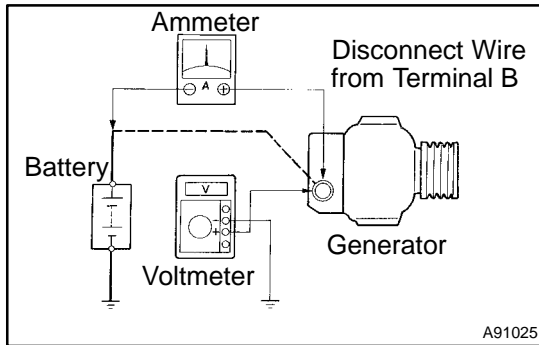 Ammeter
Disconnect Wire
from Terminal B
A
Battery
V
Generator
Voltmeter
A91025